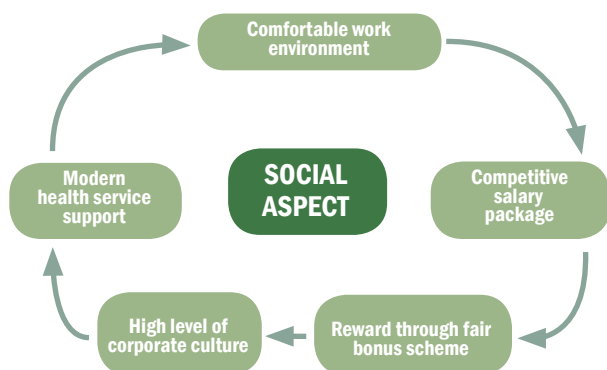 Comfortable work
environment
SOCIAL
ASPECT
Modern
health service
support
Competitive
salary
package
High level of
corporate culture
Reward through fair
bonus scheme